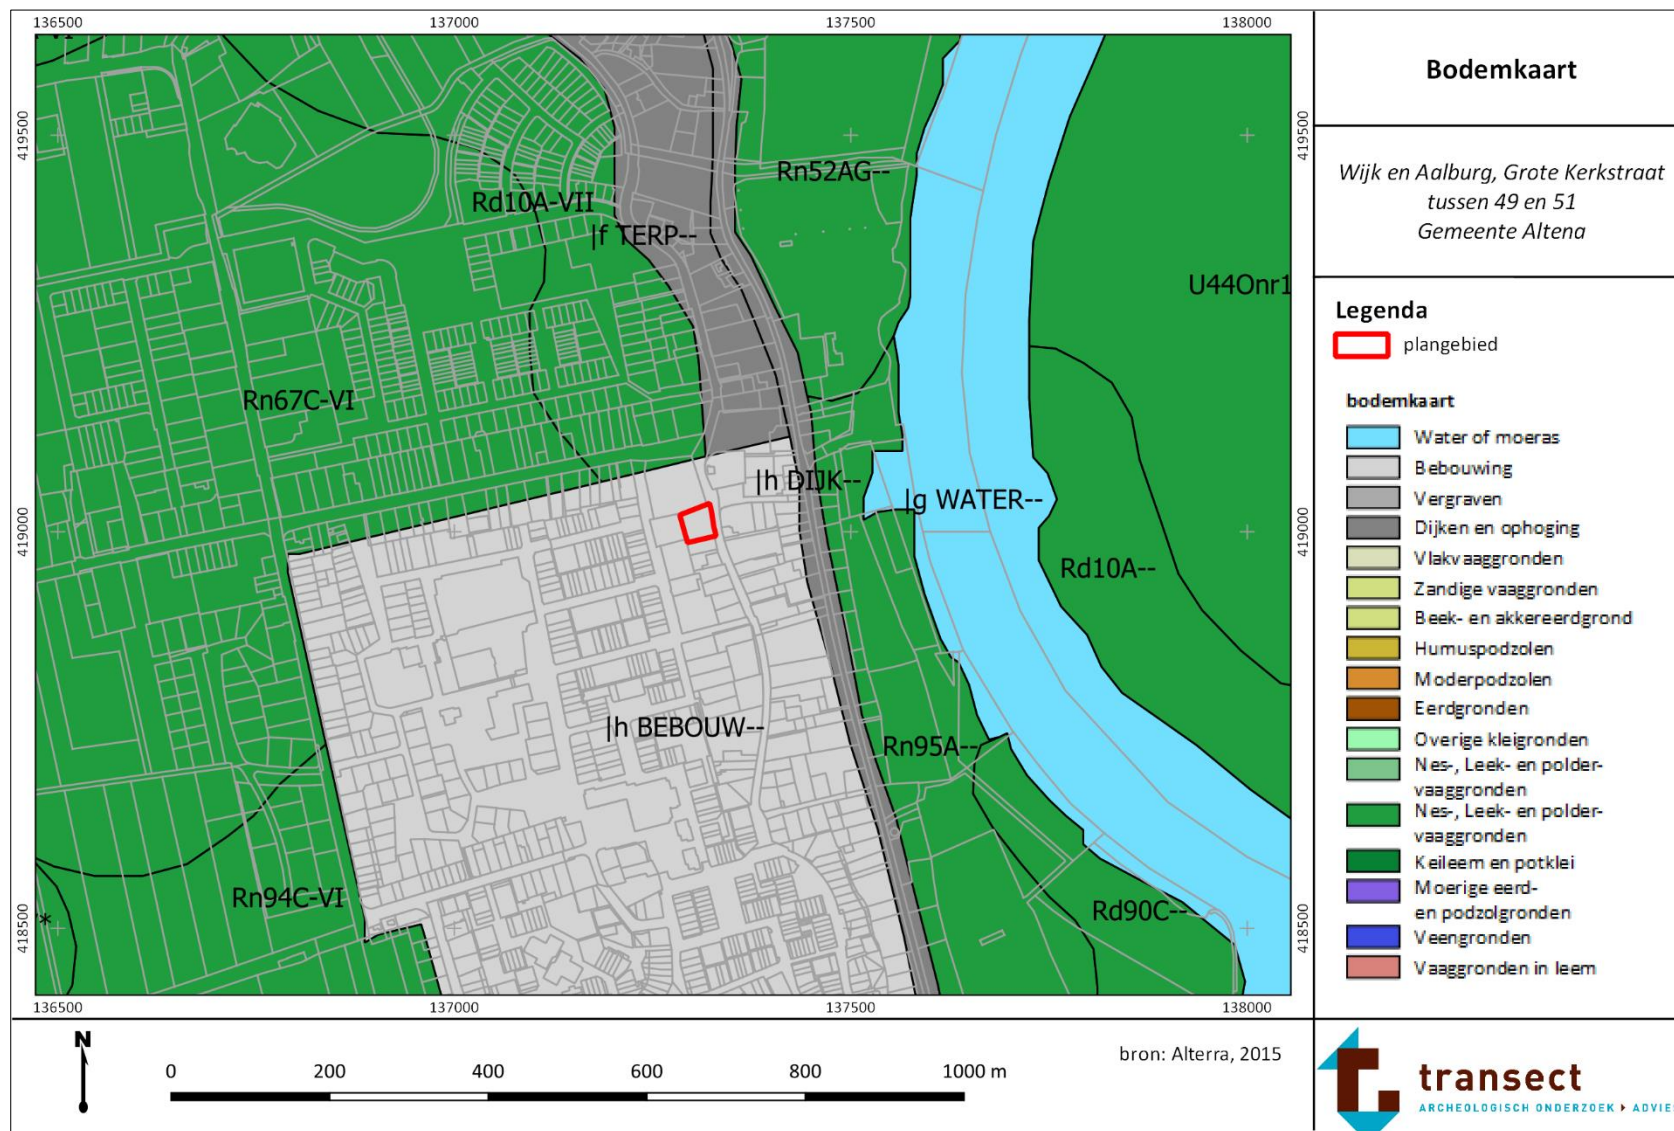 136500 137000 137500 138000
419500 419500
419000 419000
418500 418500
Rn52AG--
Rd10A-VII
|f TERP--
U44Onr1
Rn67C-VI
|h DIJK--
|g WATER--
Rd10A--
|h BEBOUW--
Rn95A--
Rn94C-VI
Rd90C--
136500 137000 137500 138000
N
0 200 400 600 800 1000 m
bron: Alterra, 2015
Bodemkaart
Wijk en Aalburg, Grote Kerkstraat
tussen 49 en 51
Gemeente Altena
Legenda
plangebied
bodemkaart
Water of moeras
Bebouwing
Vergraven
Dijken en ophoging
Vlakvaaggronden
Zandige vaaggronden
Beek- en akkereerdgrond
Humuspodzolen
Moderpodzolen
Eerdgronden
Overige kleigronden
Nes-, Leek- en polder-
vaaggronden
Nes-, Leek- en polder-
vaaggronden
Keileem en potklei
Moerige eerd-
en podzolgronden
Veengronden
Vaaggronden in leem
transect
ARCHEOLOGISCH ONDERZOEK ADVIE